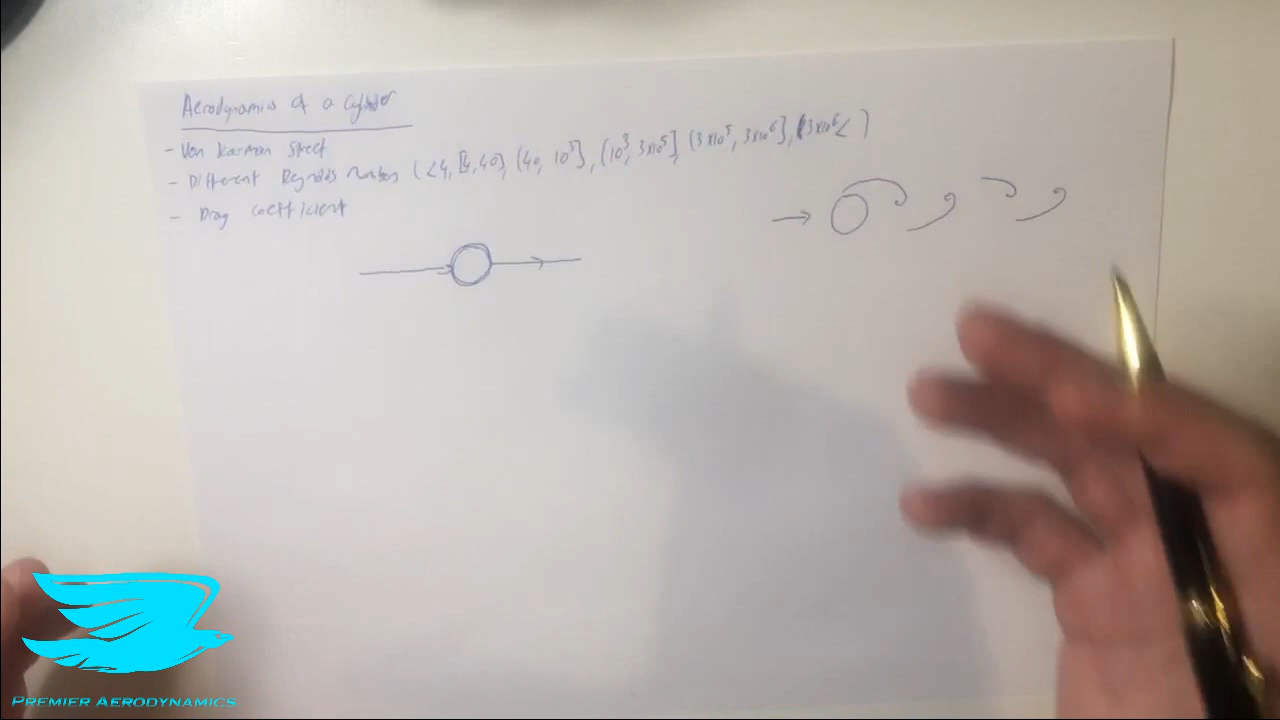 Aerodynamics of a Cylinder
- Von Karman Street
- Different Reynolds numbers (<4, [4,40], (40, 10³], (10³, 3x10⁵], (3x10⁵, 3x10⁶], (3x10⁶<)
- Drag coefficient
PREMIER AERODYNAMICS